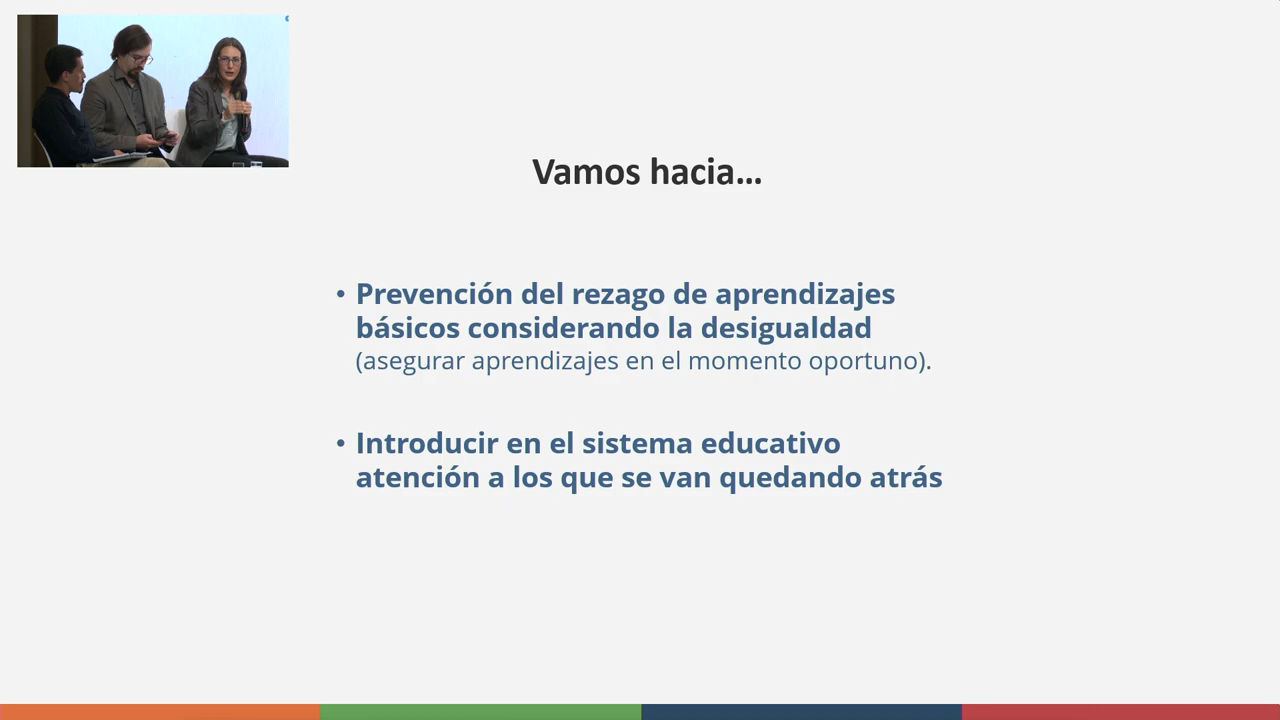 Vamos hacia...
• Prevención del rezago de aprendizajes
básicos considerando la desigualdad
(asegurar aprendizajes en el momento oportuno).
• Introducir en el sistema educativo
atención a los que se van quedando atrás